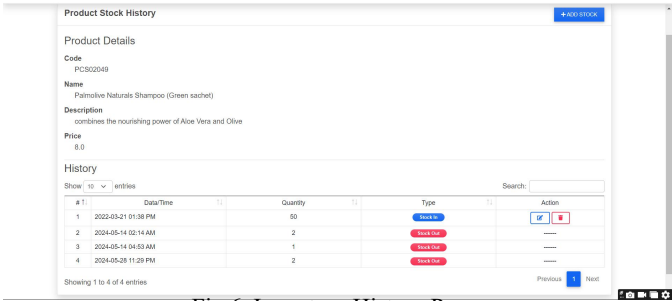 Product Stock History
+ ADD STOCK
Product Details
Code
PCS02049
Name
Palmolive Naturals Shampoo (Green sachet)
Description
combines the nourishing power of Aloe Vera and Olive
Price
8.0
History
Show 10 entries
Search:
# Data/Time Quantity Type Action
1 2022-03-21 01:38 PM 50 Stock In
2 2024-05-14 02:14 AM 2 Stock Out ------
3 2024-05-14 04:53 AM 1 Stock Out ------
4 2024-05-28 11:29 PM 2 Stock Out ------
Showing 1 to 4 of 4 entries
Previous 1 Next